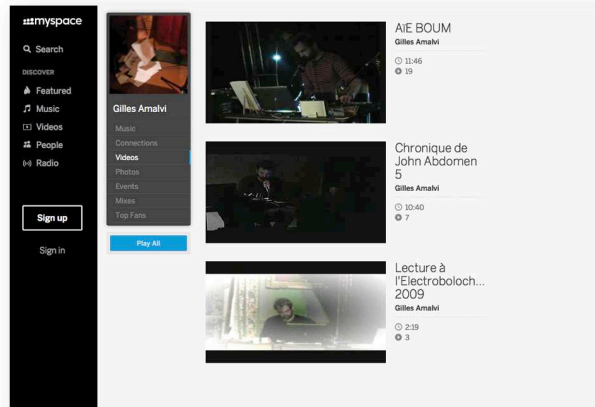 myspace
Search
DISCOVER
Featured
Music
Videos
People
Radio
Sign up
Sign in
Gilles Amalvi
Music
Connections
Videos
Photos
Events
Mixes
Top Fans
Play All
AïE BOUM
Gilles Amalvi
11:46
19
Chronique de
John Abdomen
5
Gilles Amalvi
10:40
7
Lecture à
l'Electroboloch...
2009
Gilles Amalvi
2:19
3